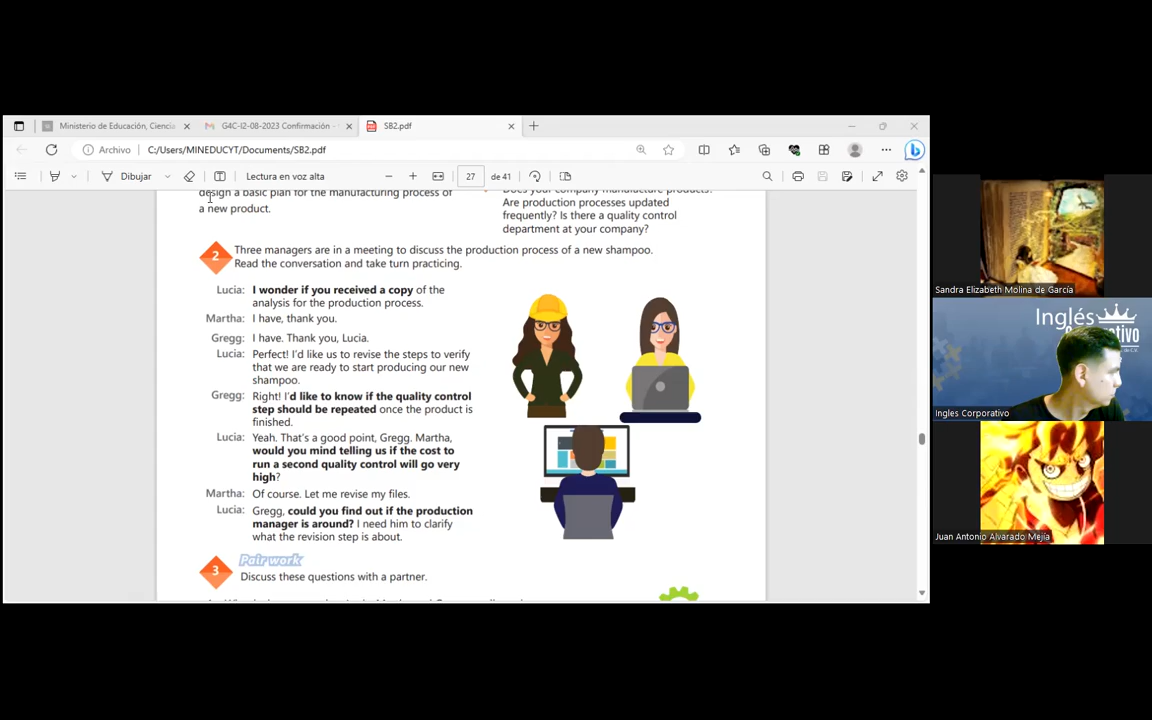 Ministerio de Educación, Ciencia
G4C-I2-08-2023 Confirmación -
SB2.pdf
Archivo
C:/Users/MINEDUCYT/Documents/SB2.pdf
Dibujar
Lectura en voz alta
27
de 41
design a basic plan for the manufacturing process of
a new product.
Does your company manufacture products?
Are production processes updated
frequently? Is there a quality control
department at your company?
2
Three managers are in a meeting to discuss the production process of a new shampoo.
Read the conversation and take turn practicing.
Lucia: I wonder if you received a copy of the
analysis for the production process.
Martha: I have, thank you.
Gregg: I have. Thank you, Lucia.
Lucia: Perfect! I'd like us to revise the steps to verify
that we are ready to start producing our new
shampoo.
Gregg: Right! I'd like to know if the quality control
step should be repeated once the product is
finished.
Lucia: Yeah. That's a good point, Gregg. Martha,
would you mind telling us if the cost to
run a second quality control will go very
high?
Martha: Of course. Let me revise my files.
Lucia: Gregg, could you find out if the production
manager is around? I need him to clarify
what the revision step is about.
3
Pair work
Discuss these questions with a partner.
Sandra Elizabeth Molina de García
Inglés
Ingles Corporativo
Juan Antonio Alvarado Mejía